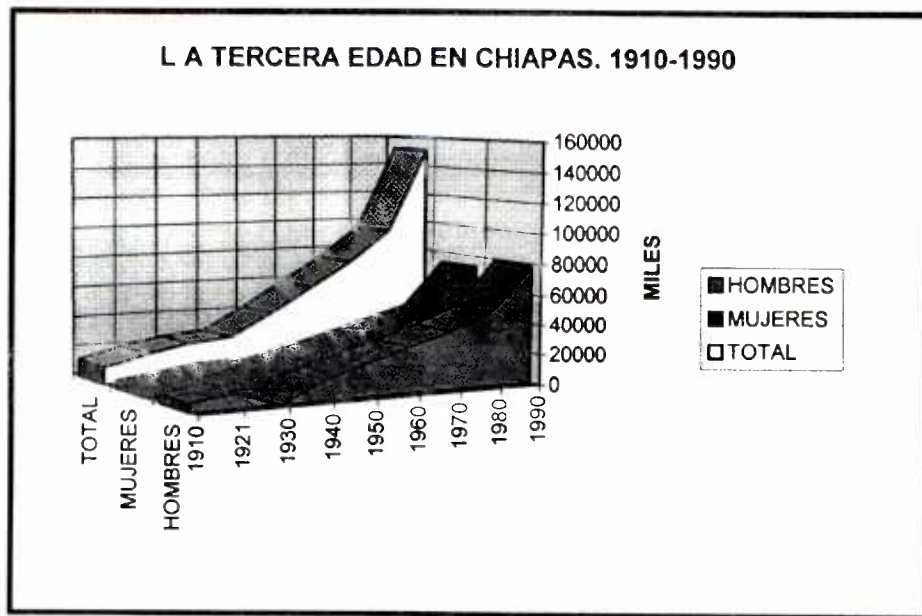 L A TERCERA EDAD EN CHIAPAS. 1910-1990
160000
140000
120000
100000
80000
60000
40000
20000
0
MILES
HOMBRES
MUJERES
TOTAL
TOTAL
MUJERES
HOMBRES
1910
1921
1930
1940
1950
1960
1970
1980
1990